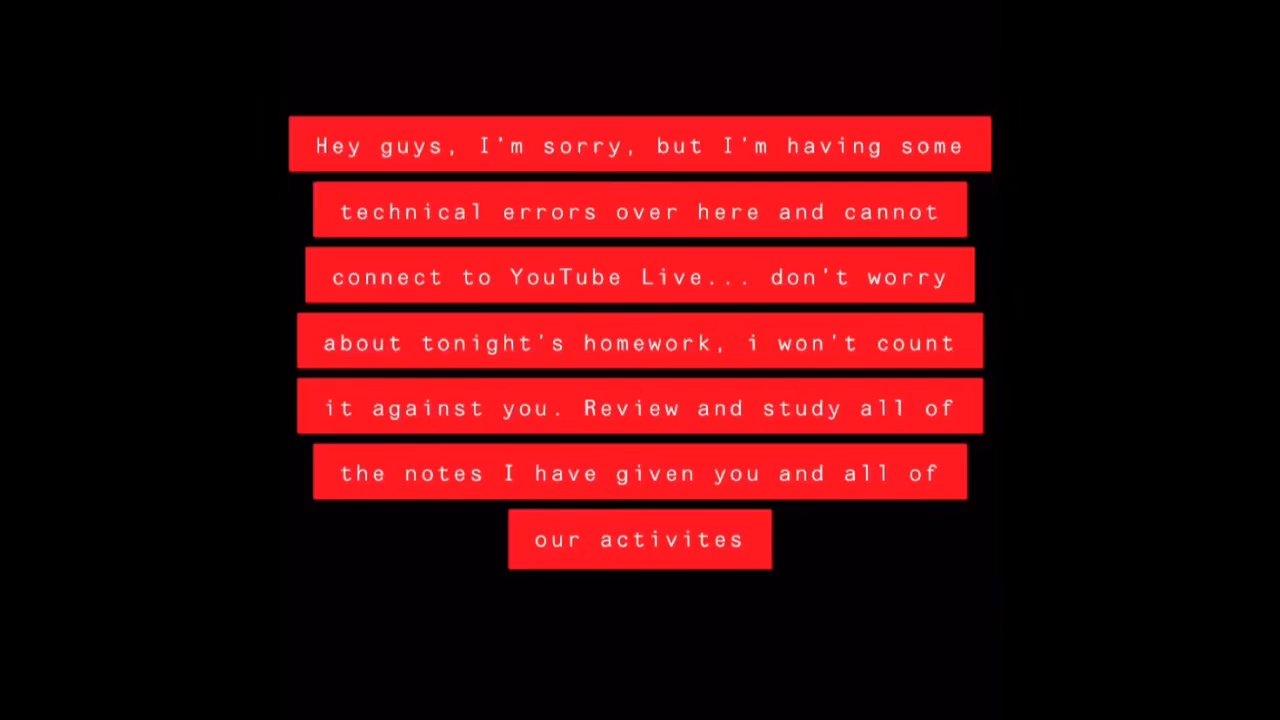 Hey guys, I'm sorry, but I'm having some
technical errors over here and cannot
connect to YouTube Live... don't worry
about tonight's homework, i won't count
it against you. Review and study all of
the notes I have given you and all of
our activites